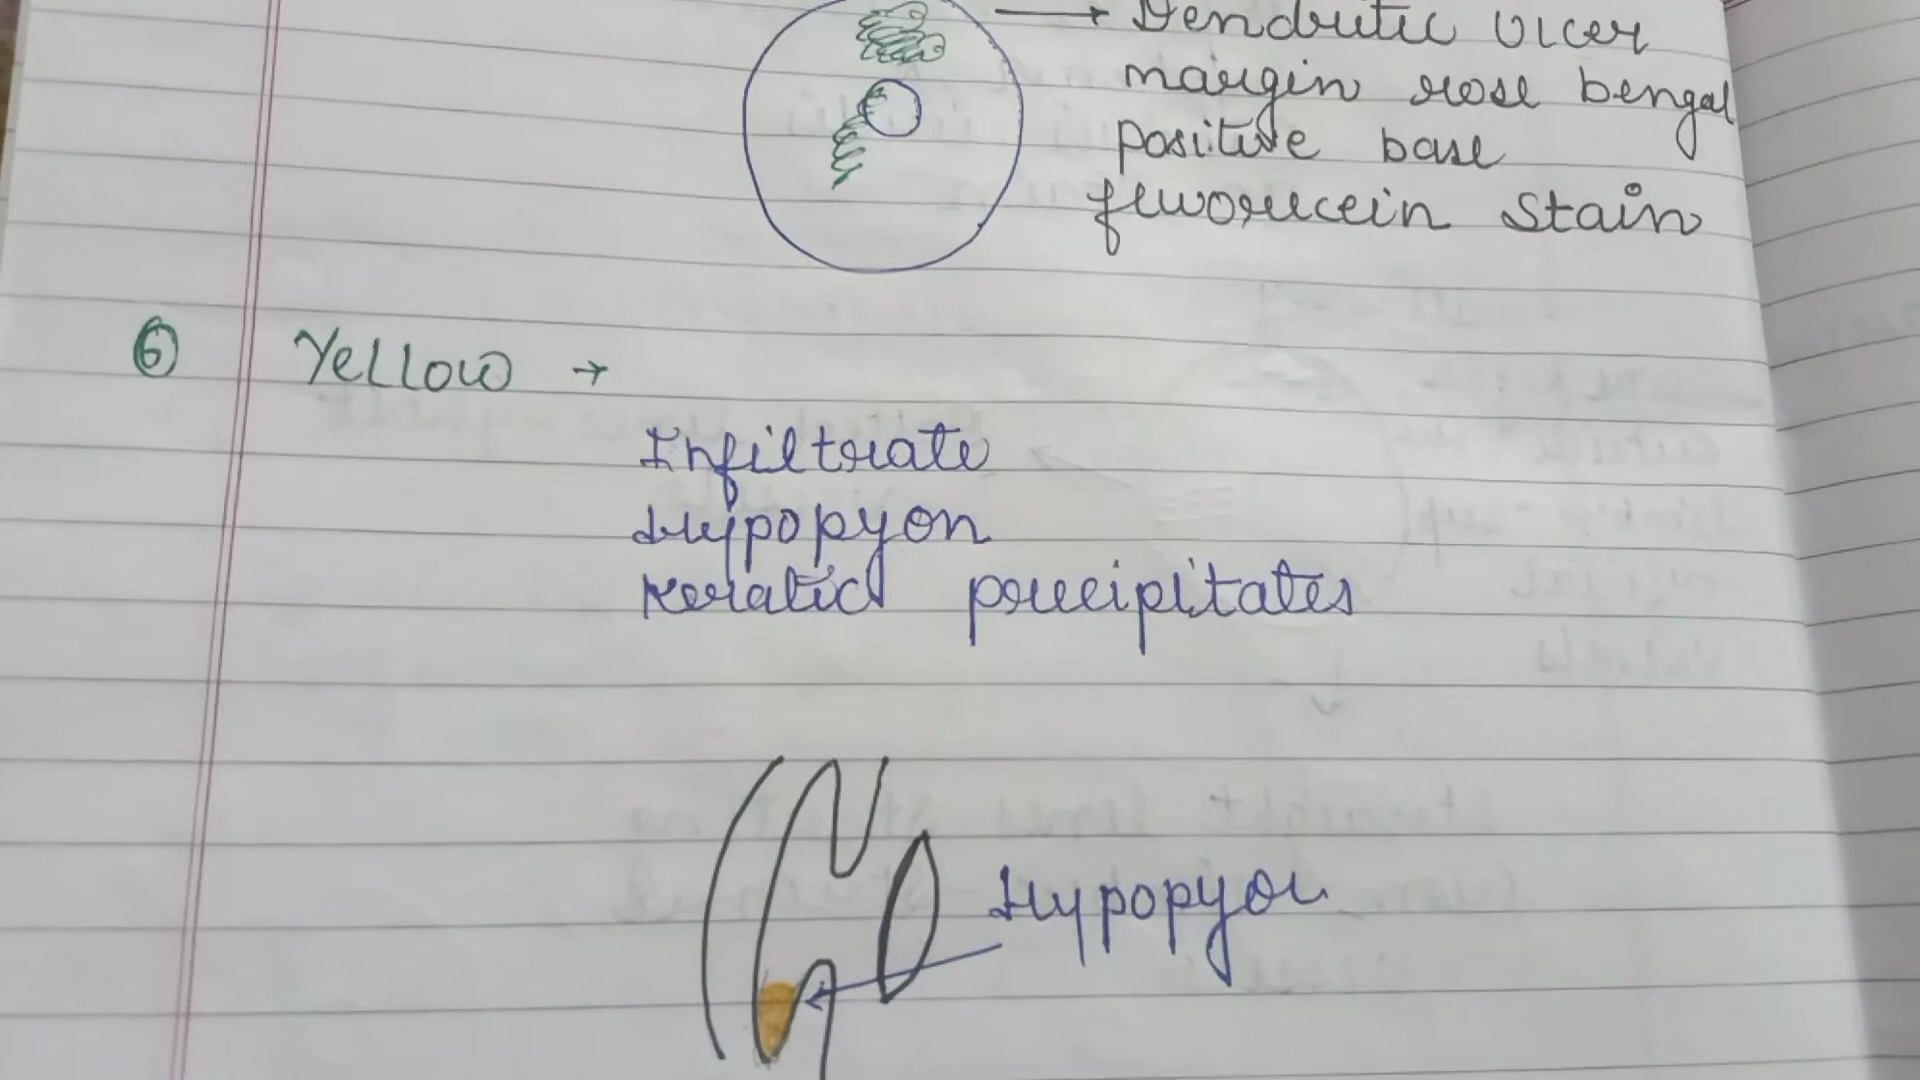 → Dendritic Ulcer
margin rose bengal
positive base
fluorescein stain
⑥ Yellow →
Infiltrate
Hypopyon
Keratic precipitates
Hypopyon